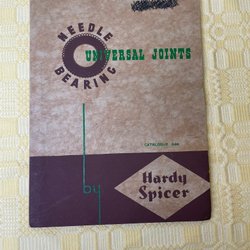 NEEDLE
BEARING
UNIVERSAL JOINTS
CATALOGUE
by
Hardy
Spicer